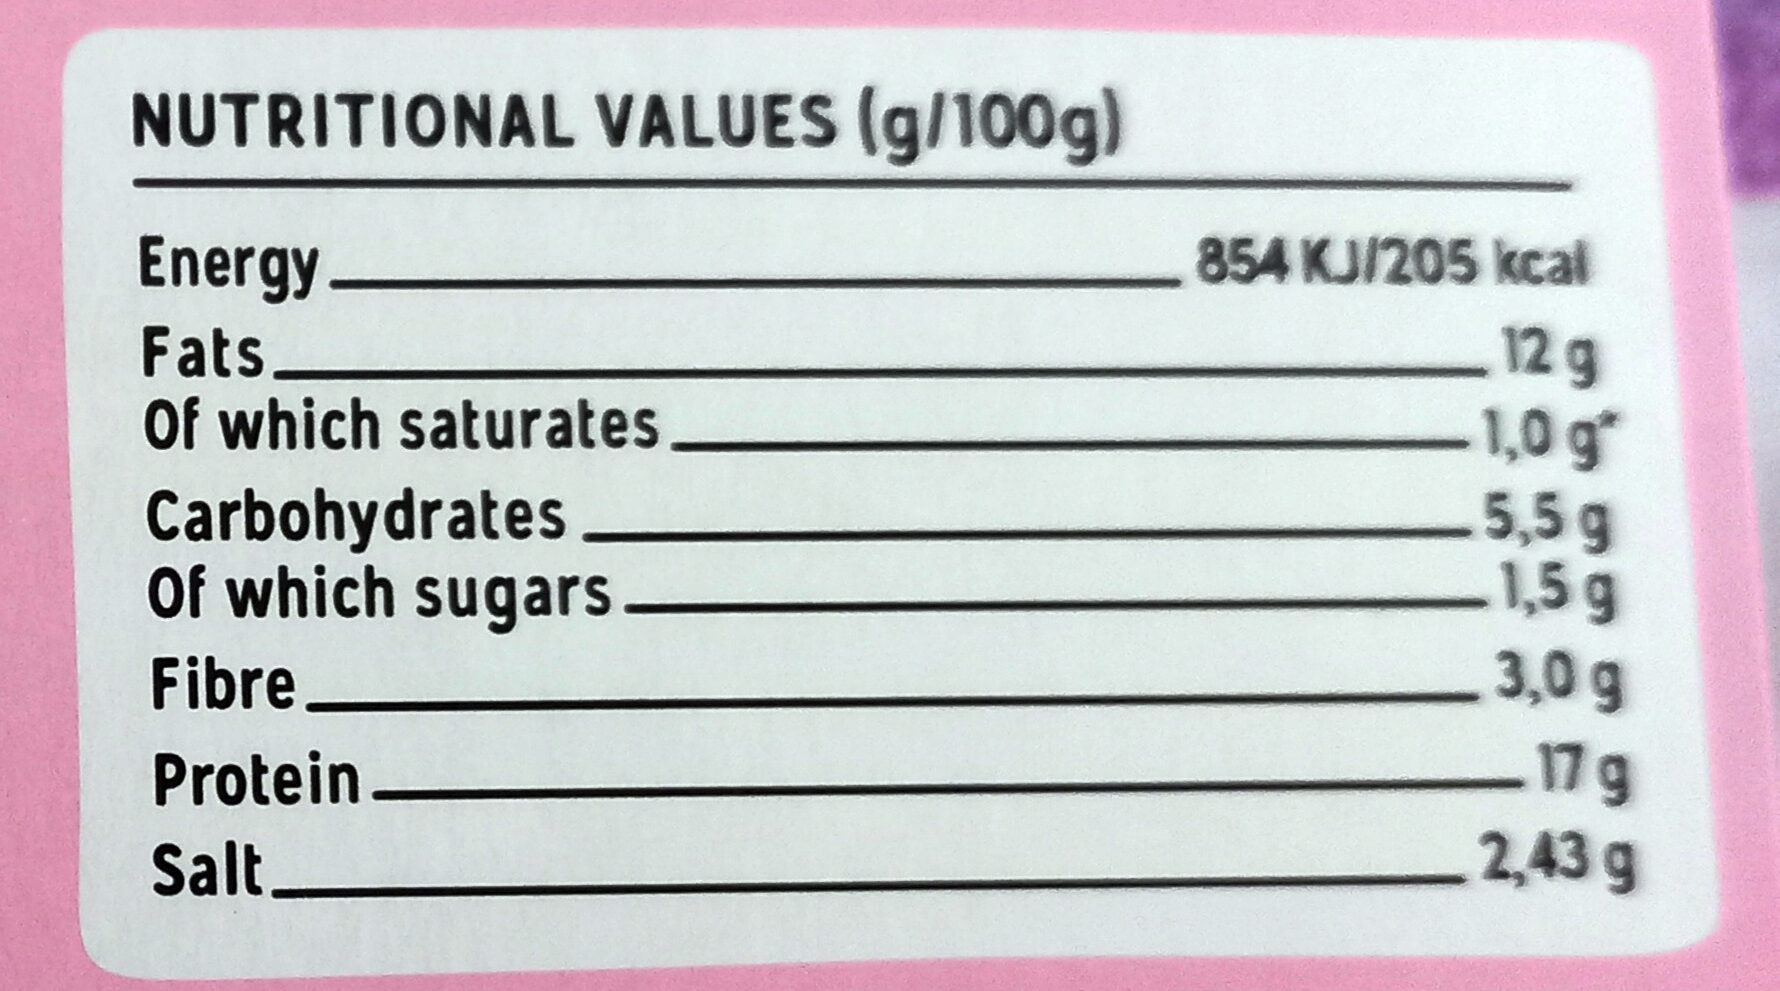 NUTRITIONAL VALUES (g/100g)
Energy 854 KJ/205 kcal
Fats 12 g
Of which saturates 1,0 g*
Carbohydrates 5,5 g
Of which sugars 1,5 g
Fibre 3,0 g
Protein 17 g
Salt 2,43 g